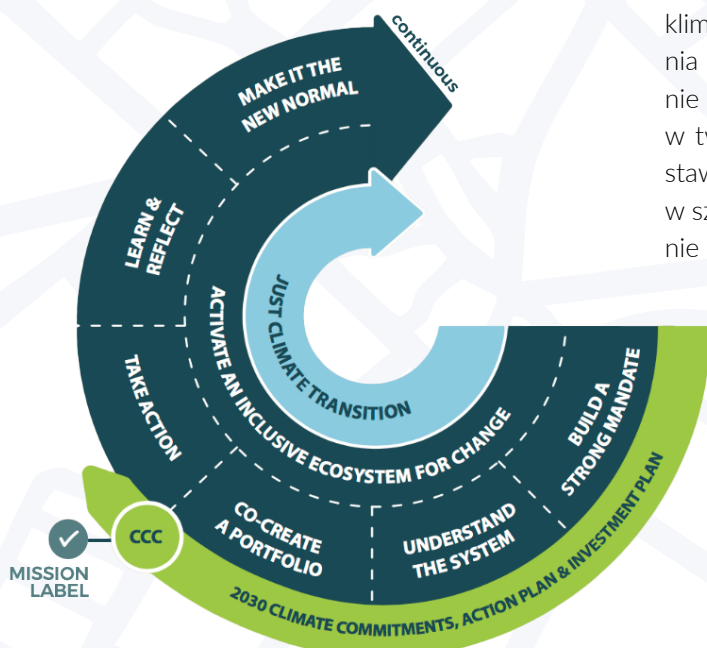 continuous
MAKE IT THE
NEW NORMAL
LEARN &
REFLECT
TAKE ACTION
CO-CREATE
A PORTFOLIO
UNDERSTAND
THE SYSTEM
BUILD A
STRONG MANDATE
ACTIVATE AN INCLUSIVE ECOSYSTEM FOR CHANGE
JUST CLIMATE TRANSITION
2030 CLIMATE COMMITMENTS, ACTION PLAN & INVESTMENT PLAN
CCC
MISSION
LABEL
klim
nia
nie
w tw
staw
w sz
nie